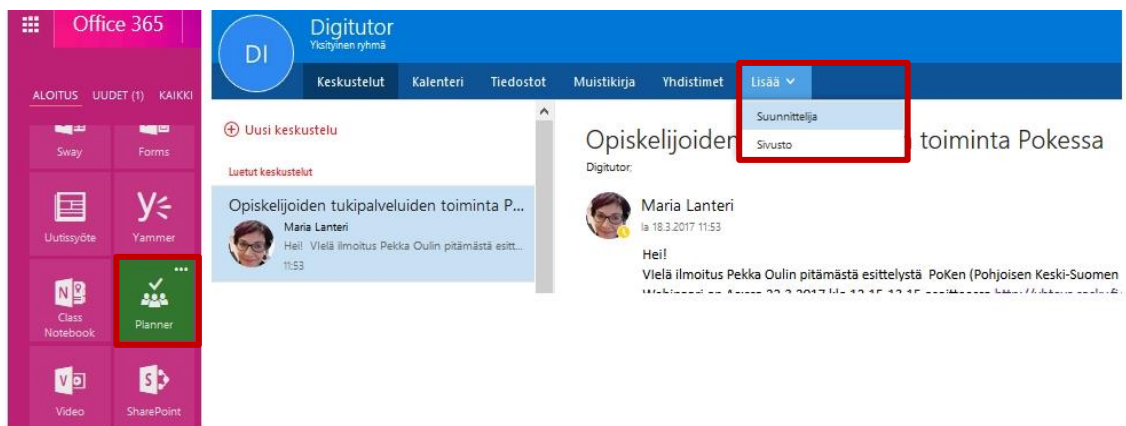 Office 365
ALOITUS UUDET (1) KAIKKI
Sway Forms
Uutissyöte Yammer
Class Notebook Planner
Video SharePoint
DI
Digitutor
Yksityinen ryhmä
Keskustelut Kalenteri Tiedostot Muistikirja Yhdistimet Lisää
Suunnittelija
Sivusto
Uusi keskustelu
Luetut keskustelut
Opiskelijoiden tukipalveluiden toiminta P...
Maria Lanteri
Hei! VIelä ilmoitus Pekka Oulin pitämästä esitt...
11:53
Opiskelijoiden toiminta Pokessa
Digitutor;
Maria Lanteri
la 18.3.2017 11:53
Hei!
VIelä ilmoitus Pekka Oulin pitämästä esittelystä PoKen (Pohjoisen Keski-Suomen